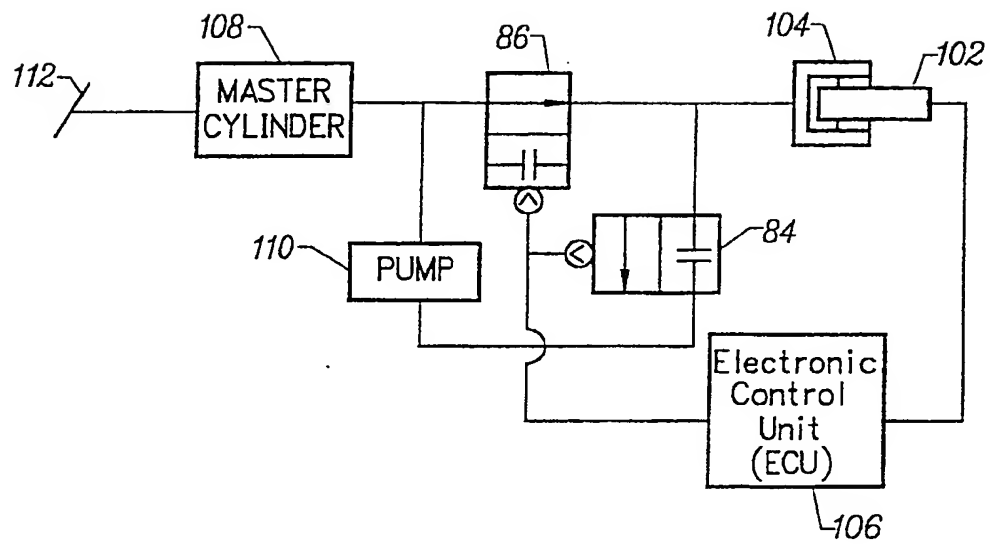 108
86
104
102
112
MASTER
CYLINDER
84
110
PUMP
Electronic
Control
Unit
(ECU)
106